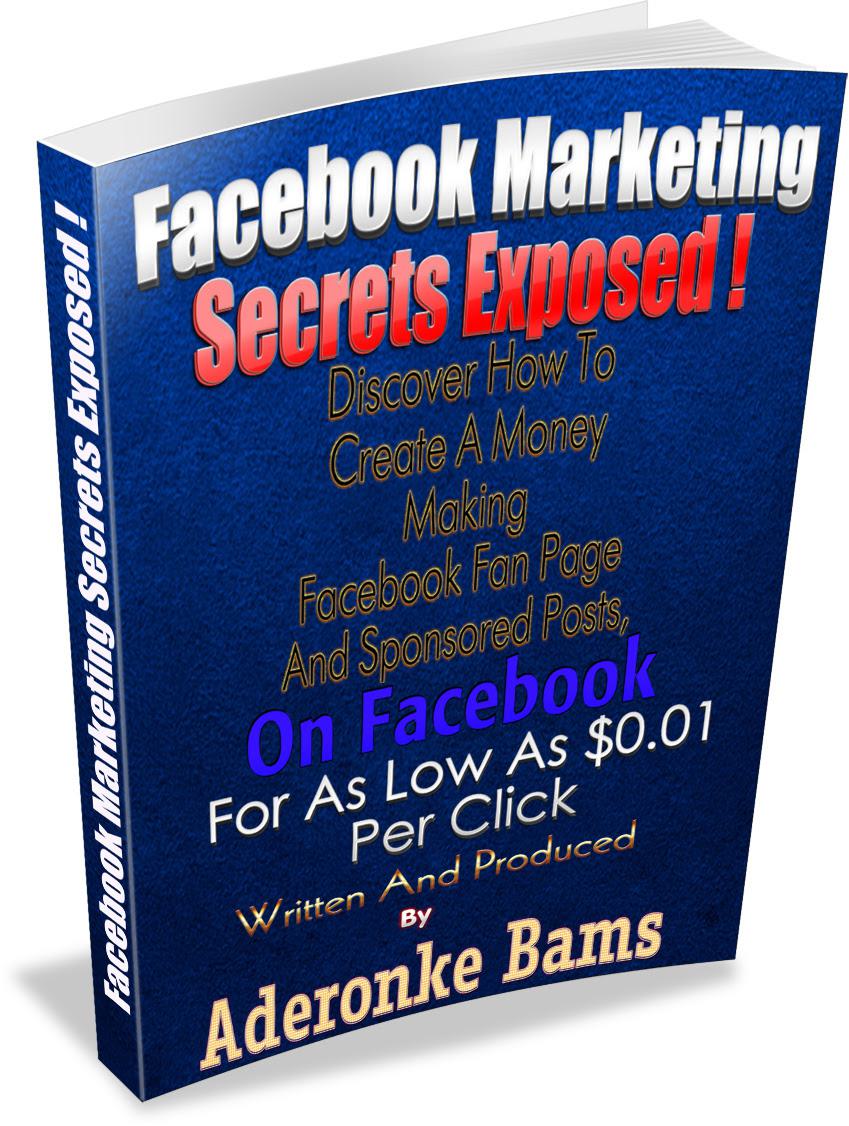 Facebook Marketing Secrets Exposed !
Facebook Marketing
Secrets Exposed !
Discover How To
Create A Money
Making
Facebook Fan Page
And Sponsored Posts,
On Facebook
For As Low As $0.01
Per Click
Written And Produced
By
Aderonke Bams